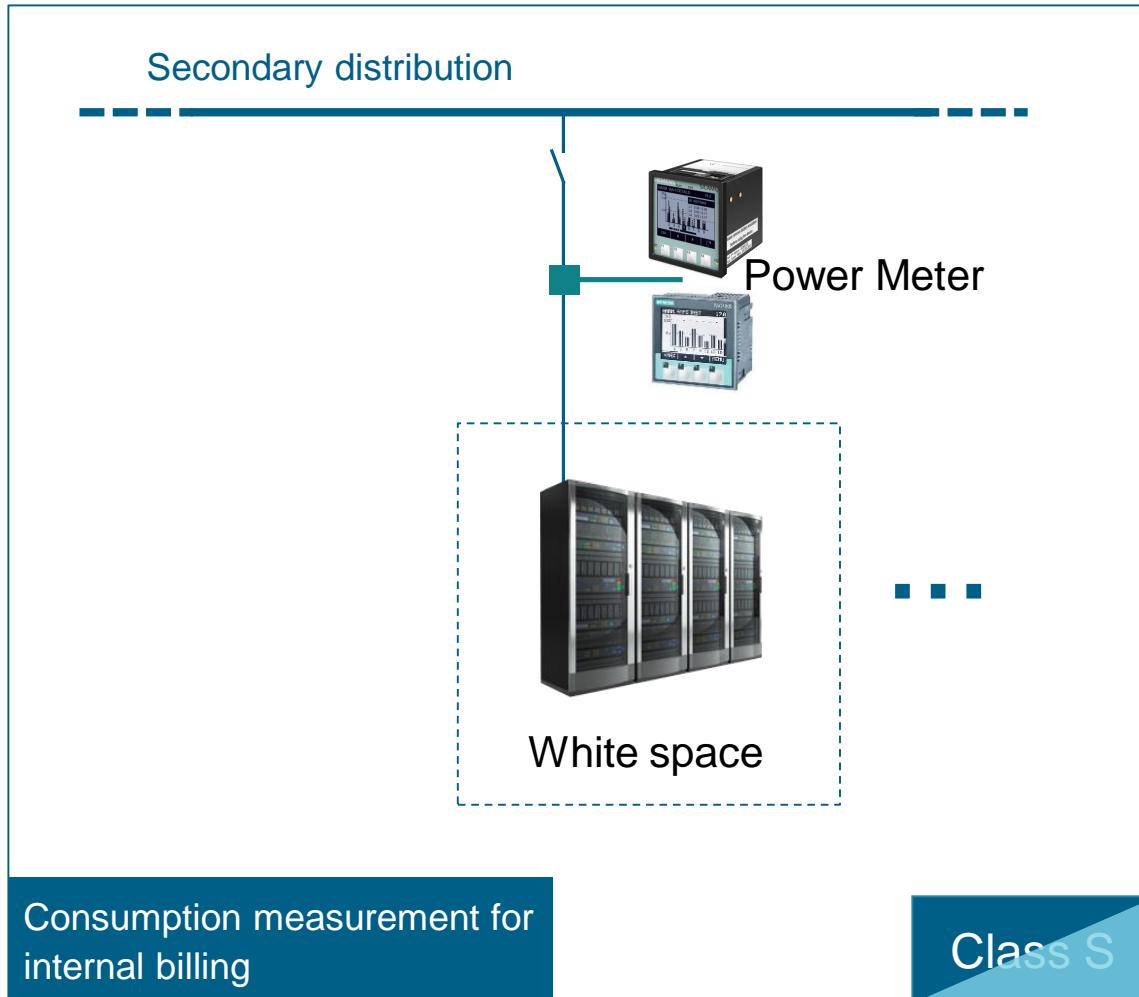 Secondary distribution
Power Meter
White space
Consumption measurement for
internal billing
Class S